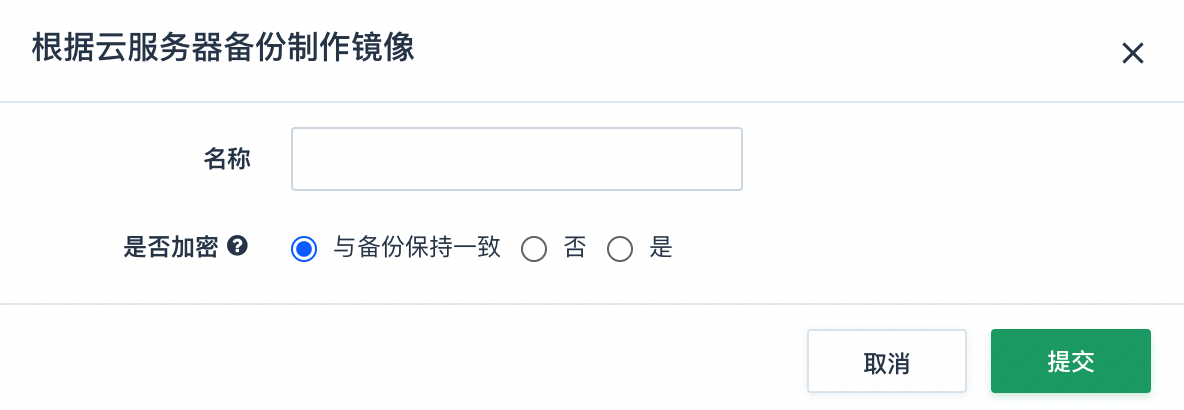 根据云服务器备份制作镜像
名称
是否加密
与备份保持一致 否 是
取消 提交